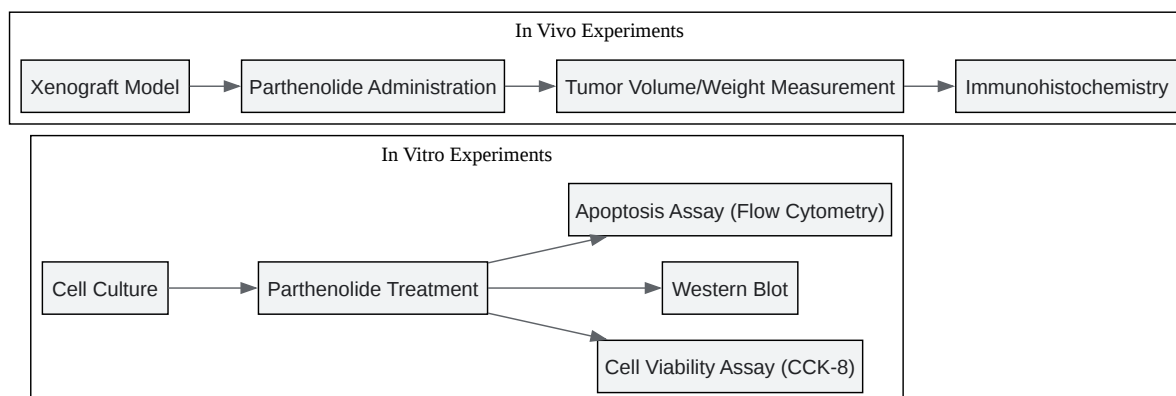 In Vivo Experiments
Xenograft Model
Parthenolide Administration
Tumor Volume/Weight Measurement
Immunohistochemistry
In Vitro Experiments
Apoptosis Assay (Flow Cytometry)
Cell Culture
Parthenolide Treatment
Western Blot
Cell Viability Assay (CCK-8)